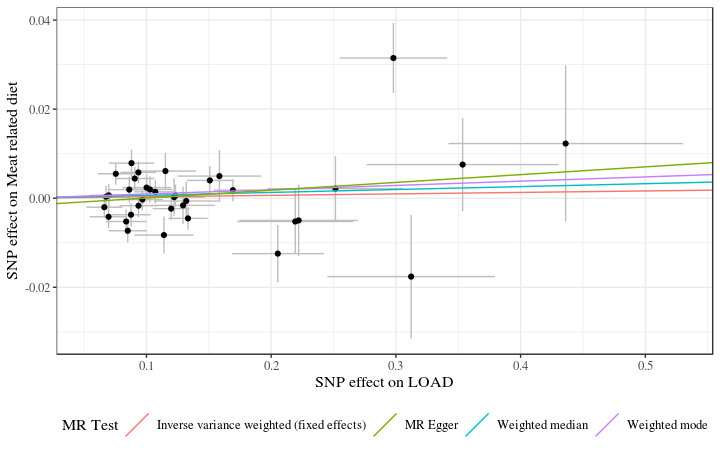 0.04
0.02
0.00
-0.02
SNP effect on Meat related diet
0.1 0.2 0.3 0.4 0.5
SNP effect on LOAD
MR Test Inverse variance weighted (fixed effects) MR Egger Weighted median Weighted mode